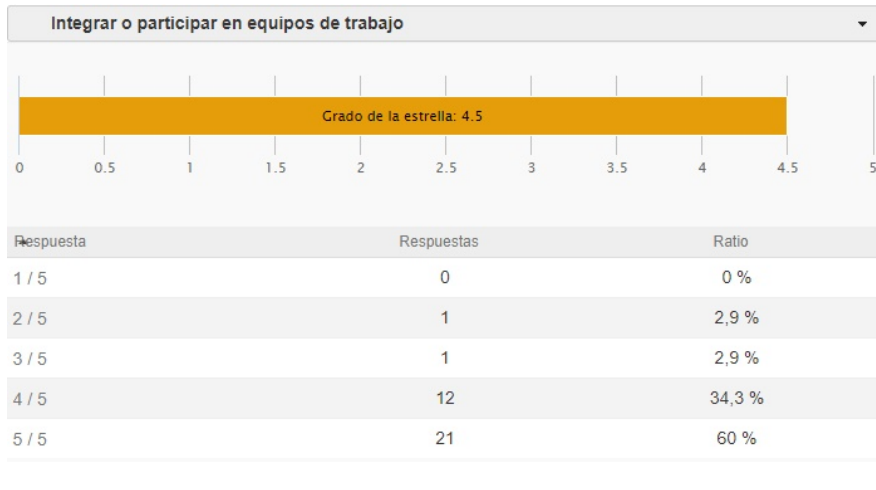 Integrar o participar en equipos de trabajo
Grado de la estrella: 4.5
0 0.5 1 1.5 2 2.5 3 3.5 4 4.5 5
Respuesta Respuestas Ratio
1 / 5 0 0 %
2 / 5 1 2,9 %
3 / 5 1 2,9 %
4 / 5 12 34,3 %
5 / 5 21 60 %